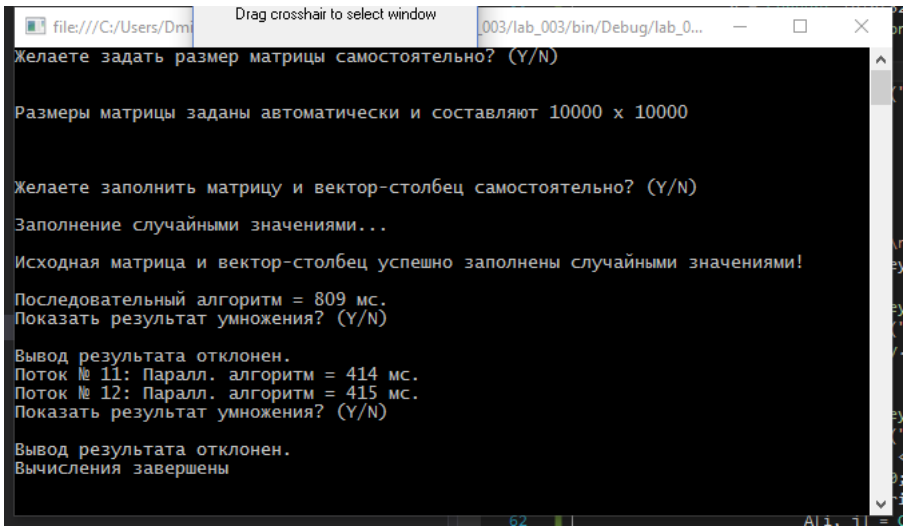 Drag crosshair to select window
file:///C:/Users/Dmi _003/lab_003/bin/Debug/lab_0...
Желаете задать размер матрицы самостоятельно? (Y/N)
Размеры матрицы заданы автоматически и составляют 10000 x 10000
Желаете заполнить матрицу и вектор-столбец самостоятельно? (Y/N)
Заполнение случайными значениями...
Исходная матрица и вектор-столбец успешно заполнены случайными значениями!
Последовательный алгоритм = 809 мс.
Показать результат умножения? (Y/N)
Вывод результата отклонен.
Поток № 11: Паралл. алгоритм = 414 мс.
Поток № 12: Паралл. алгоритм = 415 мс.
Показать результат умножения? (Y/N)
Вывод результата отклонен.
Вычисления завершены
62 A[i, j] =